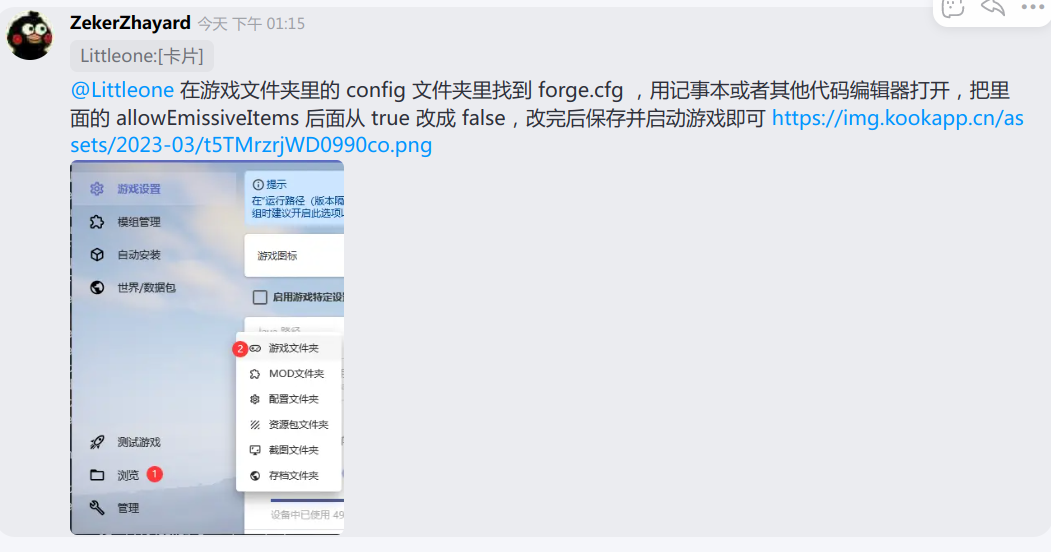 ZekerZhayard 今天 下午 01:15
Littleone:[卡片]
@Littleone 在游戏文件夹里的 config 文件夹里找到 forge.cfg ，用记事本或者其他代码编辑器打开，把里
面的 allowEmissiveItems 后面从 true 改成 false，改完后保存并启动游戏即可 https://img.kookapp.cn/as
sets/2023-03/t5TMrzrjWD0990co.png
游戏设置
模组管理
自动安装
世界/数据包
提示
在"运行路径（版本隔
组时建议开启此选项以
游戏图标
启用游戏特定设置
Java 路径
2 游戏文件夹
MOD文件夹
配置文件夹
资源包文件夹
截图文件夹
存档文件夹
测试游戏
浏览 1
管理
设备中已使用 49